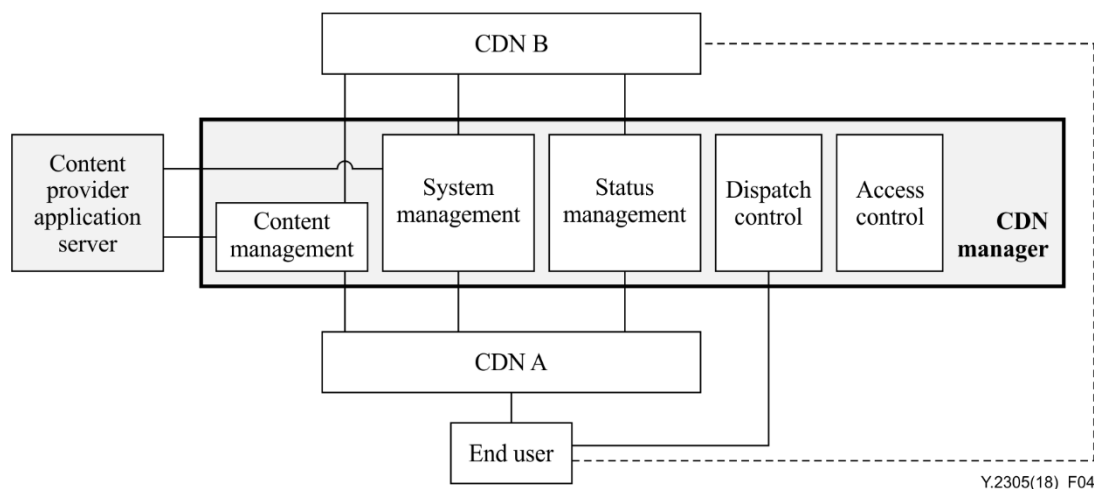 CDN B
Content
provider
application
server
Content
management
System
management
Status
management
Dispatch
control
Access
control
CDN
manager
CDN A
End user
Y.2305(18)_F04